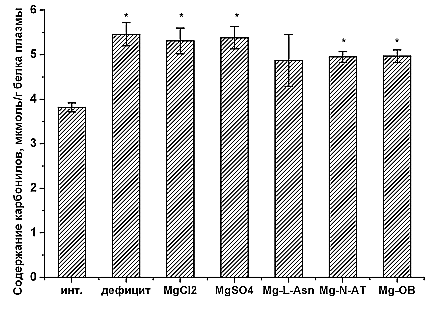 Содержание карбонилов, мкмоль/г белка плазмы
6
5
4
3
2
1
0
* * * * *
инт. дефицит MgCl2 MgSO4 Mg-L-Asn Mg-N-AT Mg-OB